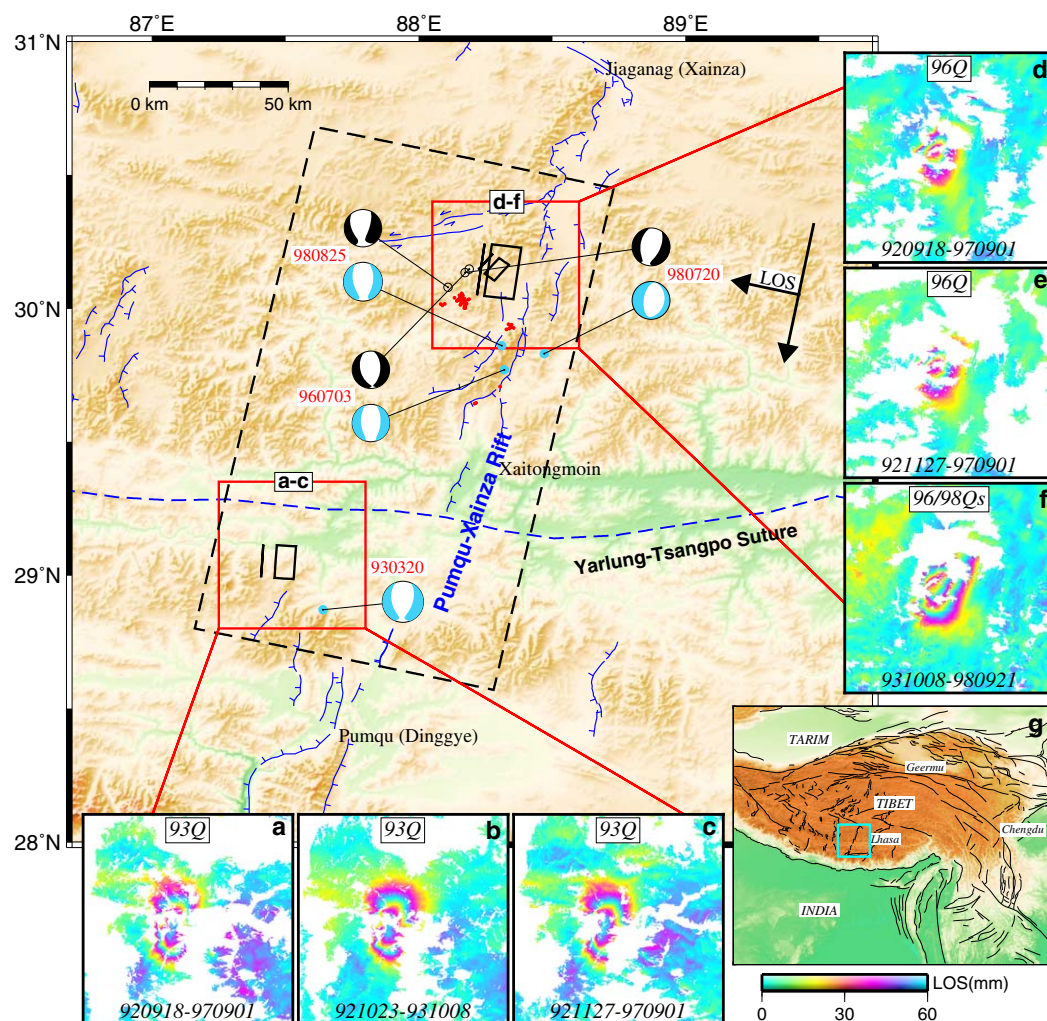 87°E 88°E 89°E
31°N
30°N
29°N
28°N
0 km 50 km
Jiaganag (Xainza)
d-f
980825
980720
LOS
960703
Xaitongmoin
Pumqu-Xainza Rift
Yarlung-Tsangpo Suture
a-c
930320
Pumqu (Dinggye)
96Q d
920918-970901
96Q e
921127-970901
96/98Qs f
931008-980921
g
TARIM
Geermu
TIBET
Lhasa
Chengdu
INDIA
93Q a
920918-970901
93Q b
921023-931008
93Q c
921127-970901
LOS(mm)
0 30 60